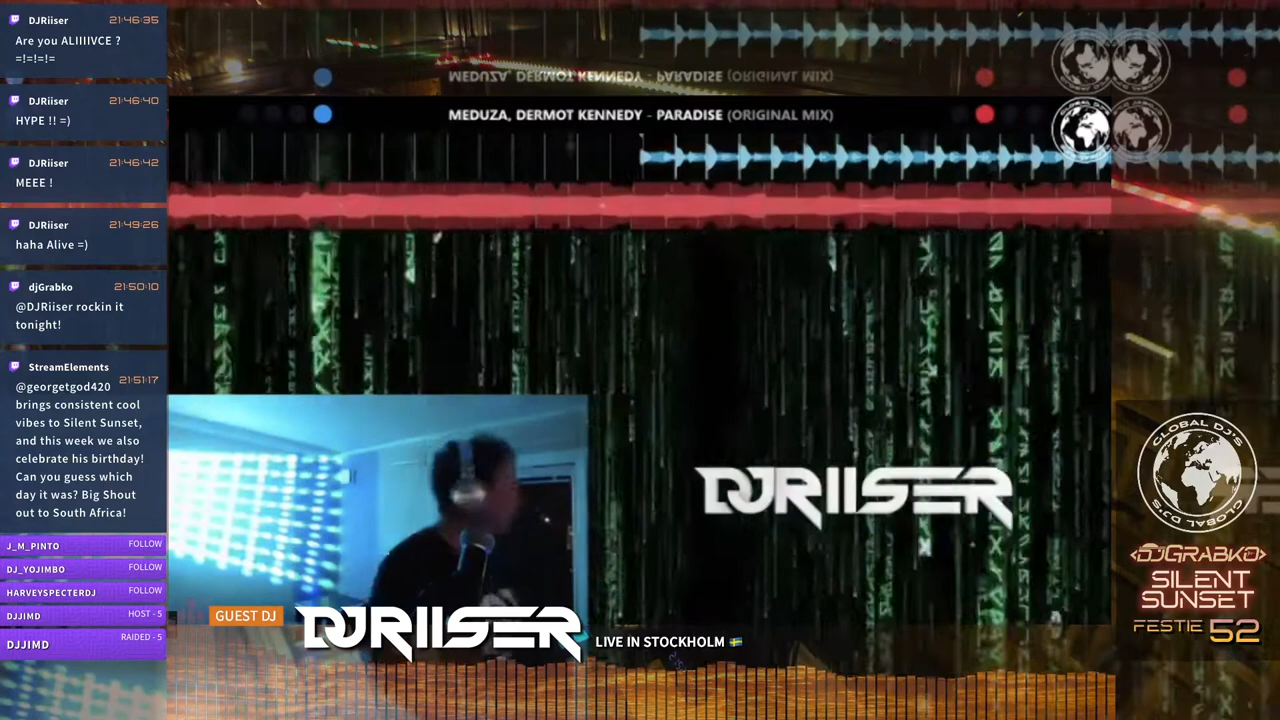 DJRiiser 21:46:35
Are you ALIIIIVCE ?
=!=!=!=
DJRiiser 21:46:40
HYPE !! =)
DJRiiser 21:46:42
MEEE !
DJRiiser 21:49:26
haha Alive =)
djGrabko 21:50:10
@DJRiiser rockin it
tonight!
StreamElements
21:51:17
@georgetgod420
brings consistent cool
vibes to Silent Sunset,
and this week we also
celebrate his birthday!
Can you guess which
day it was? Big Shout
out to South Africa!
J_M_PINTO FOLLOW
DJ_YOJIMBO FOLLOW
HARVEYSPECTERDJ FOLLOW
DJJIMD HOST - 5
DJJIMD RAIDED - 5
MEDUZA, DERMOT KENNEDY - PARADISE (ORIGINAL MIX)
MEDUZA, DERMOT KENNEDY - PARADISE (ORIGINAL MIX)
DJRIISER
GUEST DJ
DJRIISER
LIVE IN STOCKHOLM
GLOBAL DJ'S
GLOBAL DJ'S
<DJGRABKO>
SILENT
SUNSET
FESTIE 52